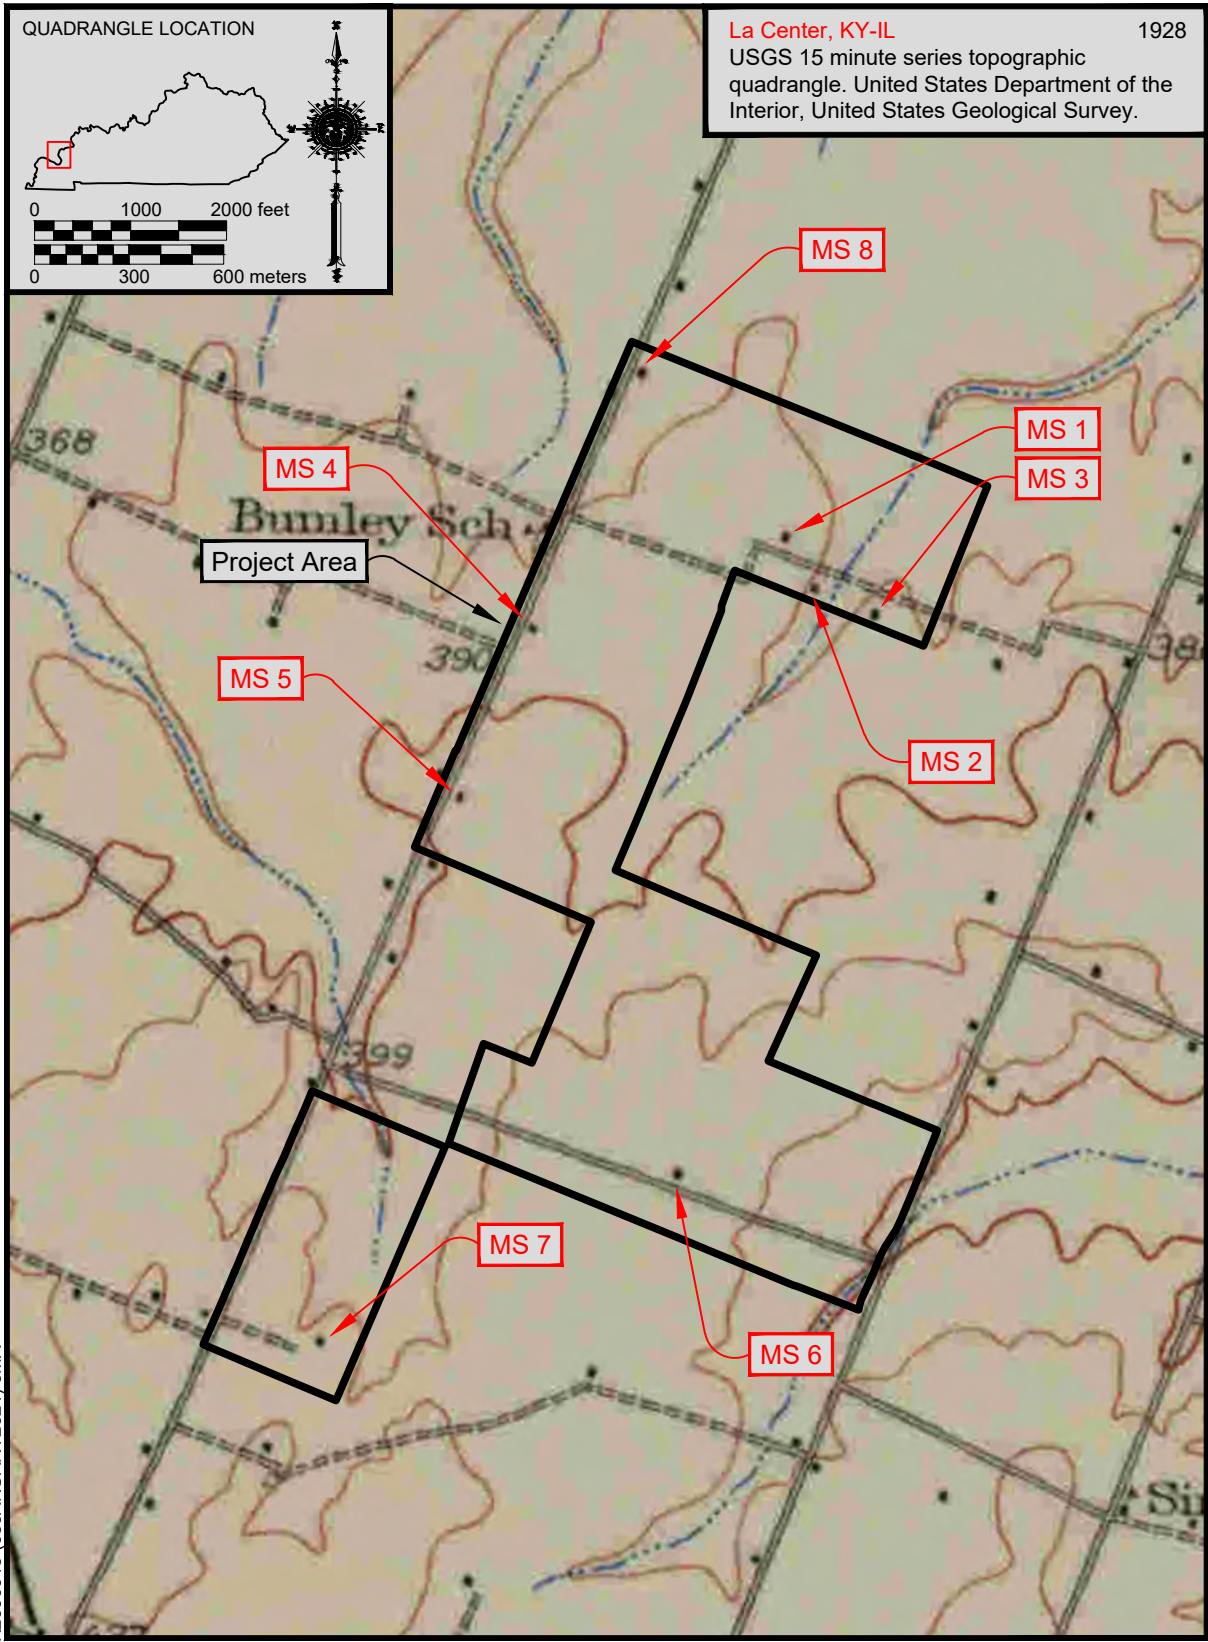 QUADRANGLE LOCATION
0 1000 2000 feet
0 300 600 meters
La Center, KY-IL 1928
USGS 15 minute series topographic
quadrangle. United States Department of the
Interior, United States Geological Survey.
MS 8
MS 1
368
MS 4
MS 3
Bumley Sch
Project Area
390
MS 5
MS 2
399
MS 7
MS 6